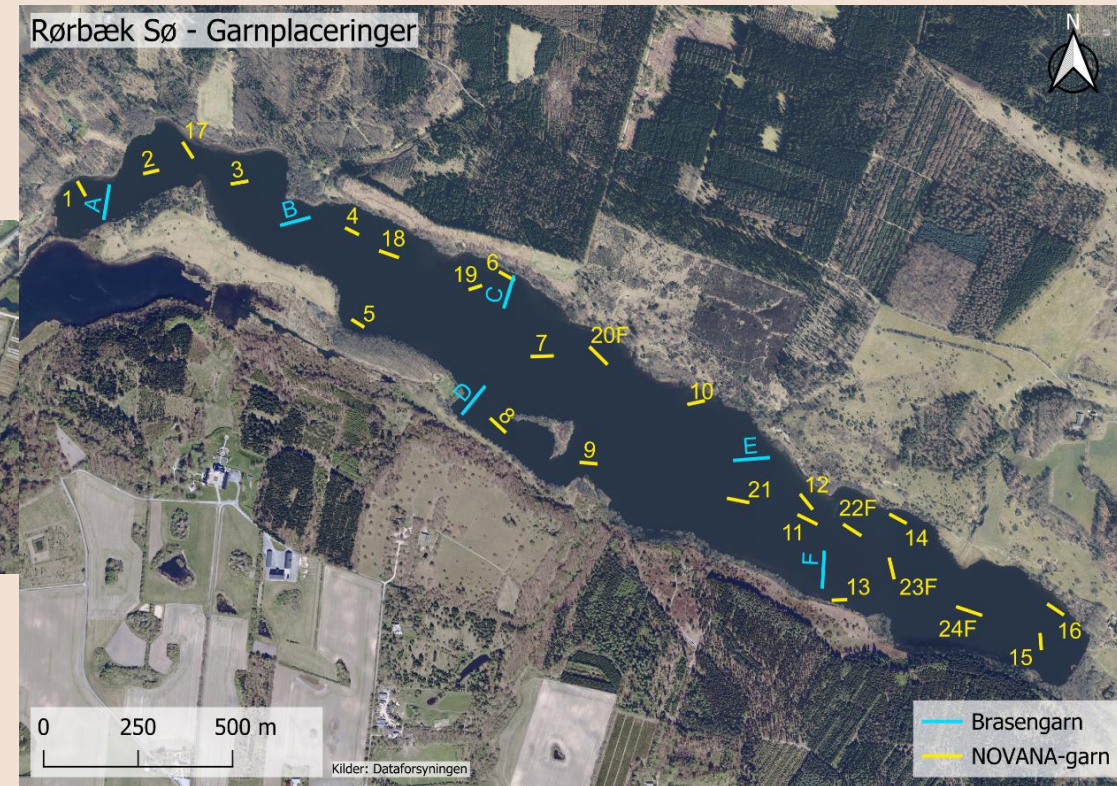 Rørbæk Sø - Garnplaceringer
N
17
2
3
1
A
B
4
18
6
19
C
5
7
20F
D
8
10
9
E
21
12
11
22F
14
F
13
23F
24F
16
15
0 250 500 m
Kilder: Dataforsyningen
Brasengarn
NOVANA-garn